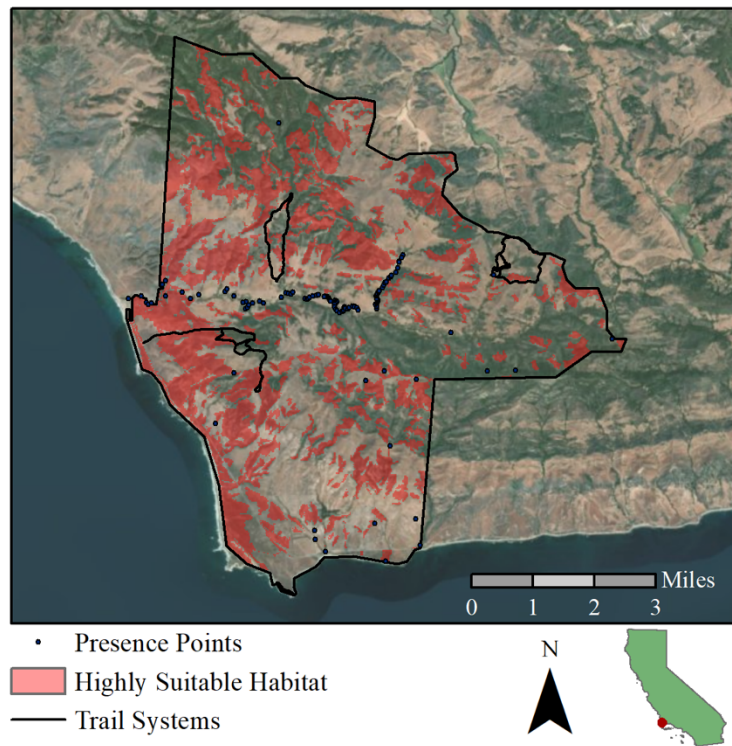 Miles
0 1 2 3
Presence Points
N
Highly Suitable Habitat
Trail Systems